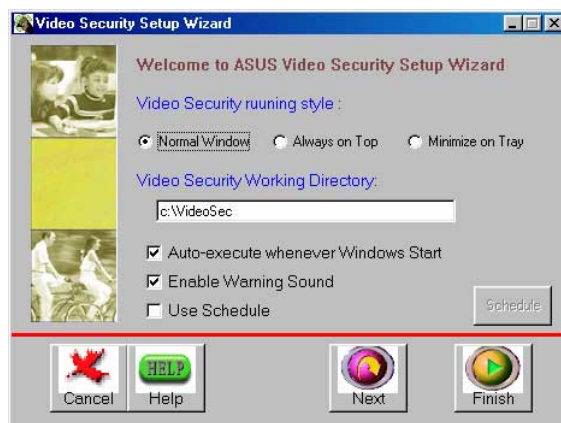 Video Security Setup Wizard
Welcome to ASUS Video Security Setup Wizard
Video Security ruuning style :
Normal Window
Always on Top
Minimize on Tray
Video Security Working Directory:
c:\VideoSec
Auto-execute whenever Windows Start
Enable Warning Sound
Use Schedule
Schedule
HELP
Cancel
Help
Next
Finish